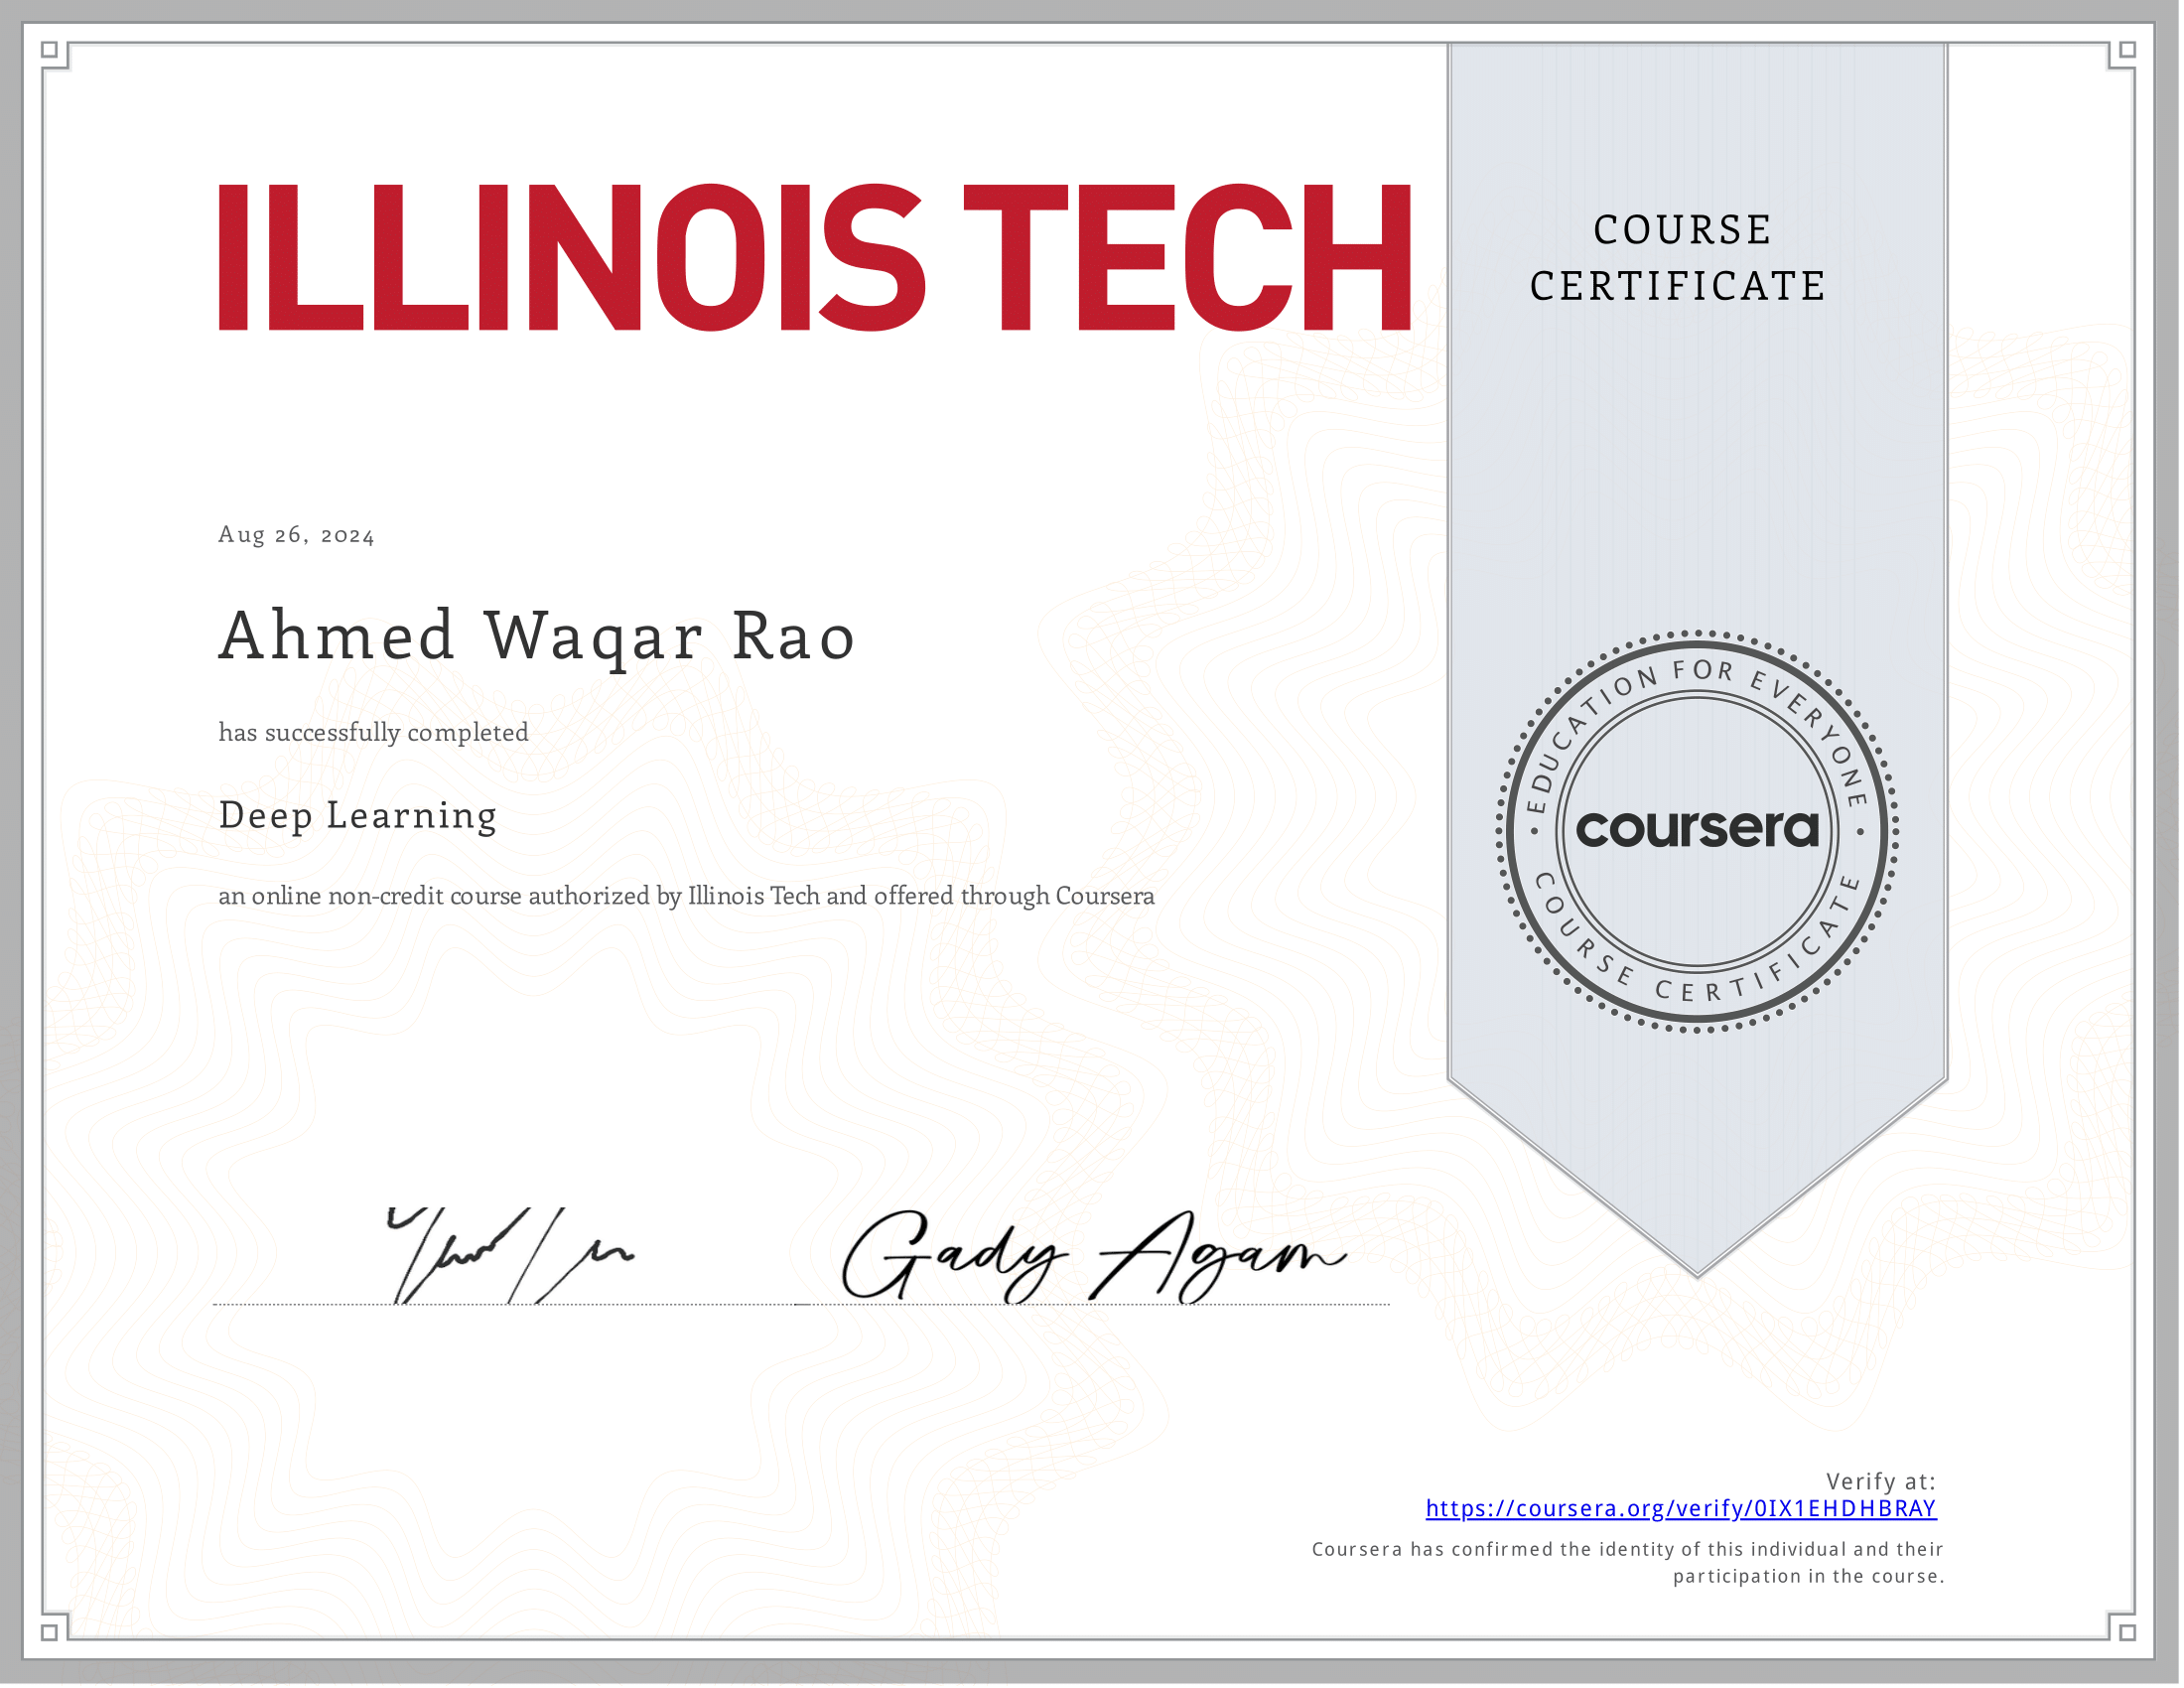 ILLINOIS TECH
COURSE
CERTIFICATE
Aug 26, 2024
Ahmed Waqar Rao
has successfully completed
Deep Learning
an online non-credit course authorized by Illinois Tech and offered through Coursera
EDUCATION FOR EVERYONE
coursera
COURSE CERTIFICATE
Gady Agam
Verify at:
https://coursera.org/verify/0IX1EHDHBRAY
Coursera has confirmed the identity of this individual and their
participation in the course.